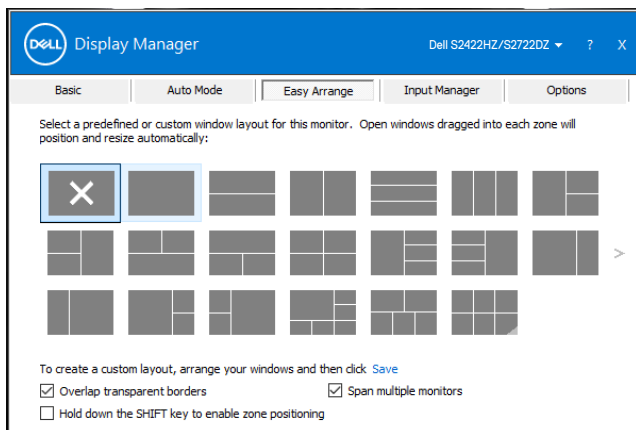 DELL Display Manager Dell S2422HZ/S2722DZ ? X
Basic Auto Mode Easy Arrange Input Manager Options
Select a predefined or custom window layout for this monitor. Open windows dragged into each zone will
position and resize automatically:
>
To create a custom layout, arrange your windows and then click Save
Overlap transparent borders Span multiple monitors
Hold down the SHIFT key to enable zone positioning